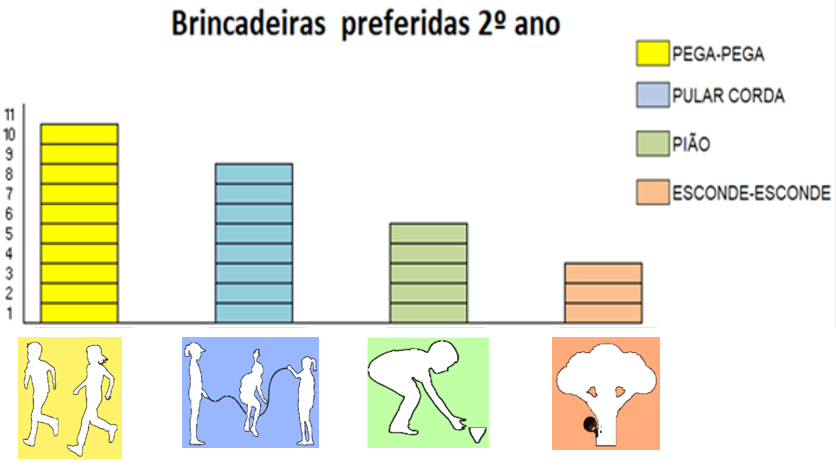 Brincadeiras preferidas 2º ano
PEGA-PEGA
PULAR CORDA
PIÃO
ESCONDE-ESCONDE
11
10
9
8
7
6
5
4
3
2
1